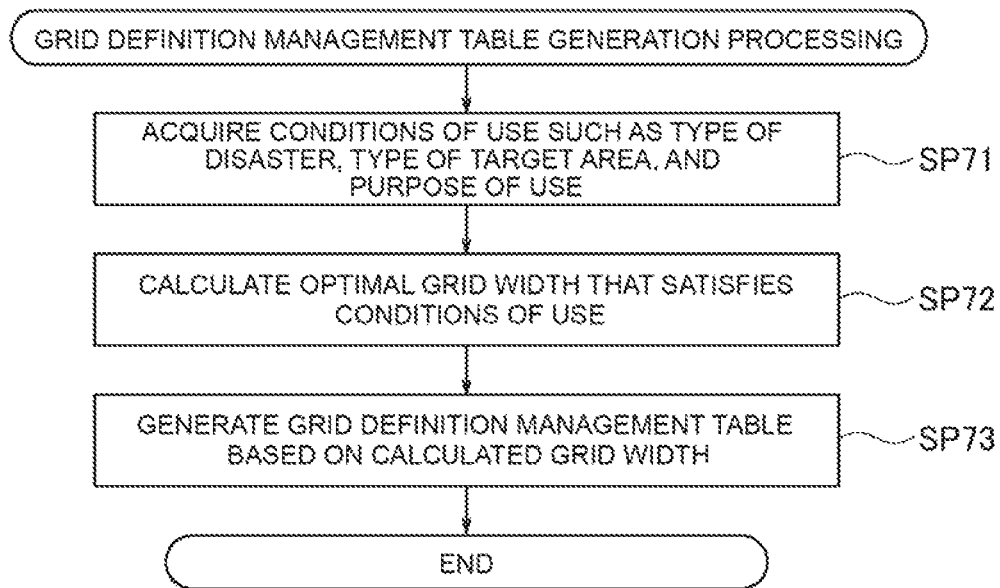 GRID DEFINITION MANAGEMENT TABLE GENERATION PROCESSING
ACQUIRE CONDITIONS OF USE SUCH AS TYPE OF
DISASTER, TYPE OF TARGET AREA, AND
PURPOSE OF USE
SP71
CALCULATE OPTIMAL GRID WIDTH THAT SATISFIES
CONDITIONS OF USE
SP72
GENERATE GRID DEFINITION MANAGEMENT TABLE
BASED ON CALCULATED GRID WIDTH
SP73
END